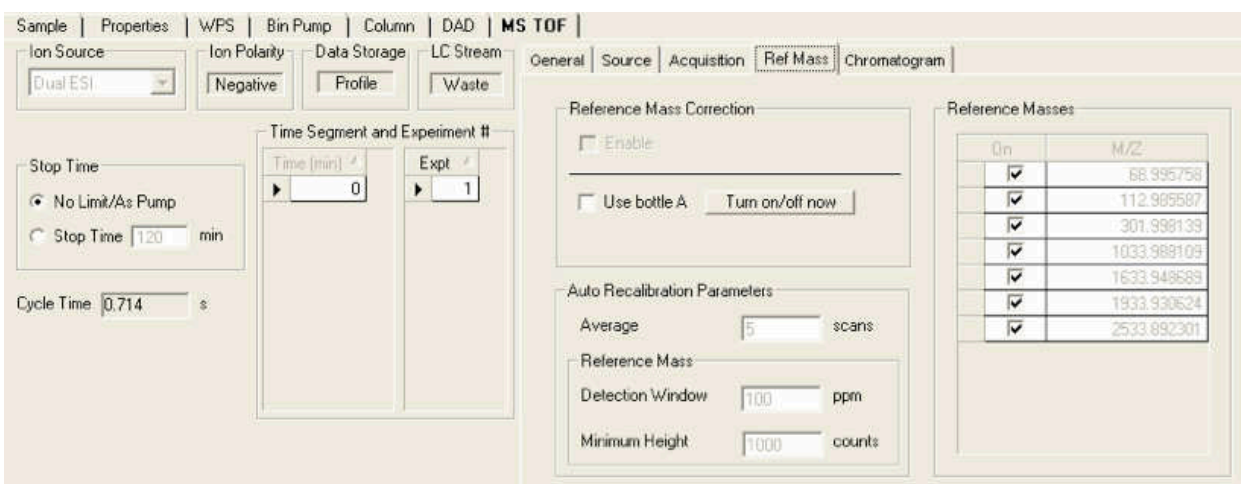 Sample | Properties | WPS | Bin Pump | Column | DAD | MS TOF |
Ion Source
Dual ESI
Ion Polarity
Negative
Data Storage
Profile
LC Stream
Waste
Time Segment and Experiment #
Time (min)
0
Expt
1
Stop Time
No Limit/As Pump
Stop Time 120 min
Cycle Time 0.714 s
General | Source | Acquisition | Ref Mass | Chromatogram |
Reference Mass Correction
Enable
Use bottle A Turn on/off now
Auto Recalibration Parameters
Average 5 scans
Reference Mass
Detection Window 100 ppm
Minimum Height 1000 counts
Reference Masses
On M/Z
68.995758
112.985587
301.998139
1033.988109
1633.948689
1933.930624
2533.892301